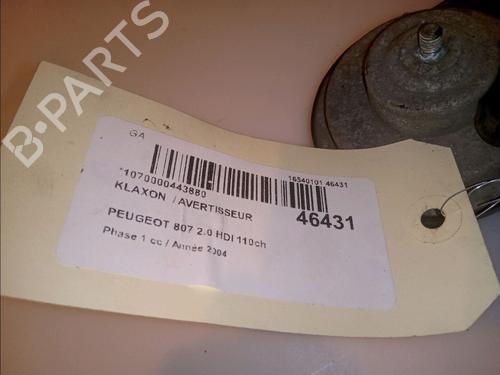 B-PARTS
GA
*1070000443880
16540101 46431
KLAXON / AVERTISSEUR
46431
PEUGEOT 807 2.0 HDI 110ch
Phase 1 cc / Année 2004